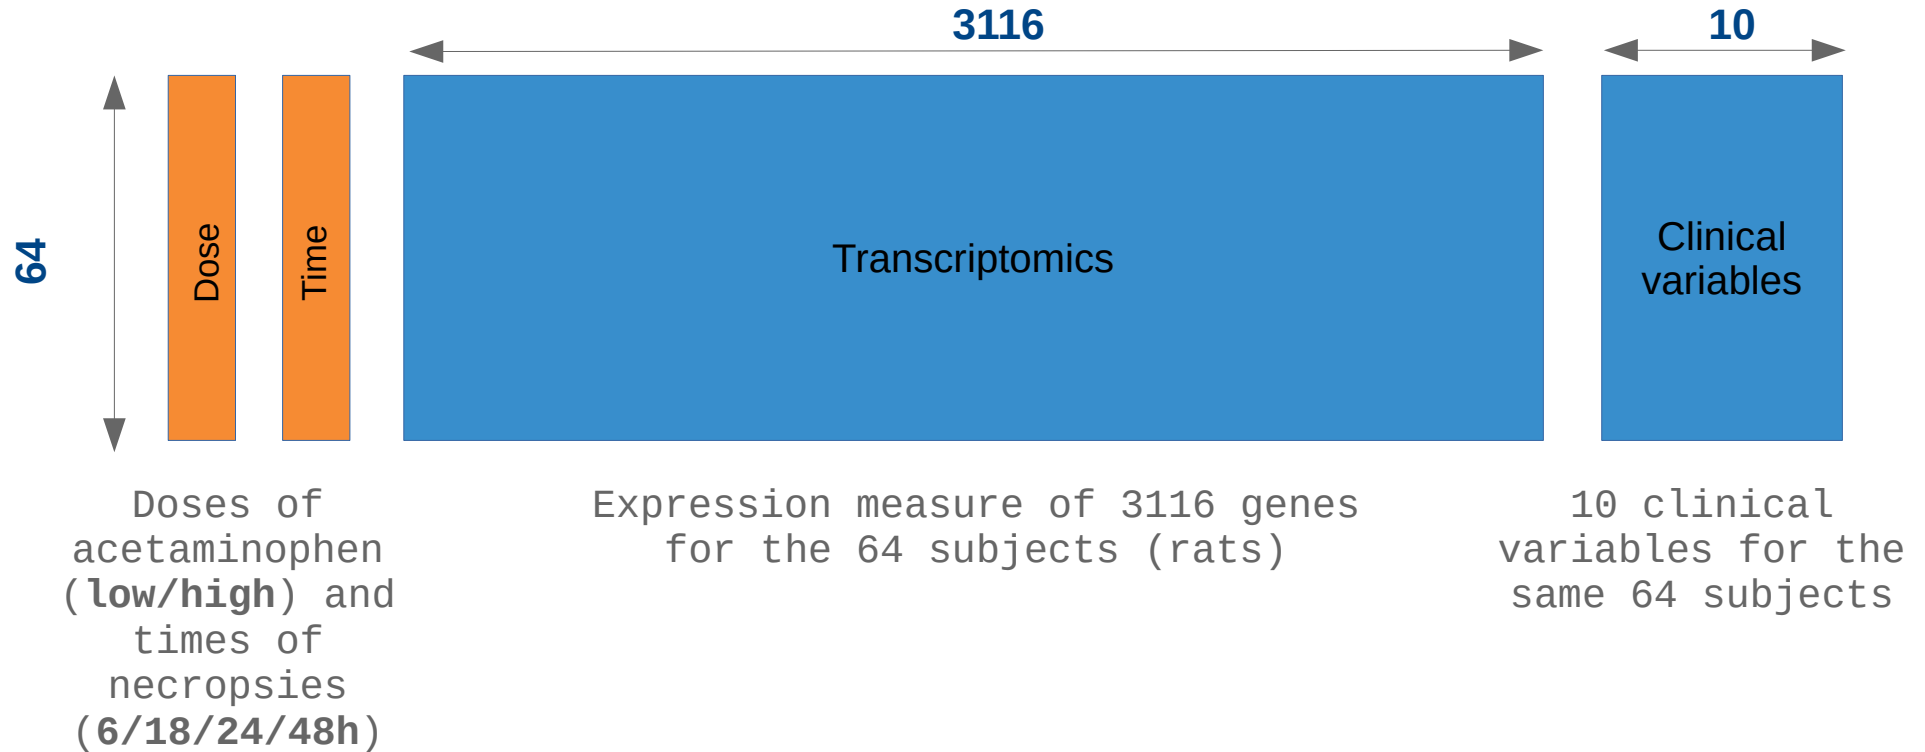 3116
10
64
Dose
Time
Transcriptomics
Clinical
variables
Doses of
acetaminophen
(low/high) and
times of
necropsies
(6/18/24/48h)
Expression measure of 3116 genes
for the 64 subjects (rats)
10 clinical
variables for the
same 64 subjects